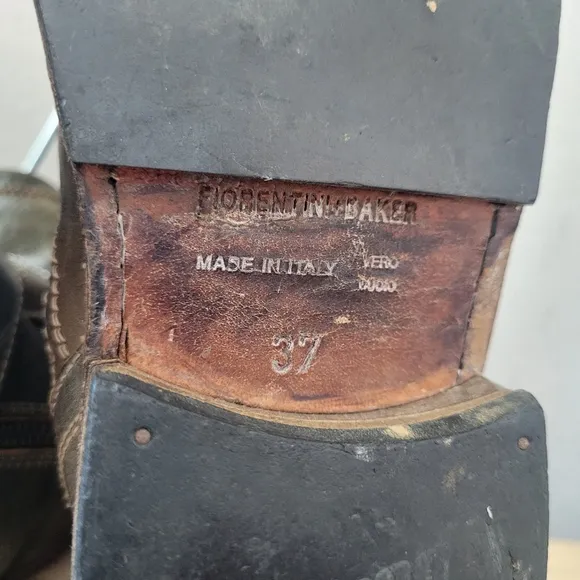 FIORENTINI+BAKER
MADE IN ITALY
VERO
CUOIO
37